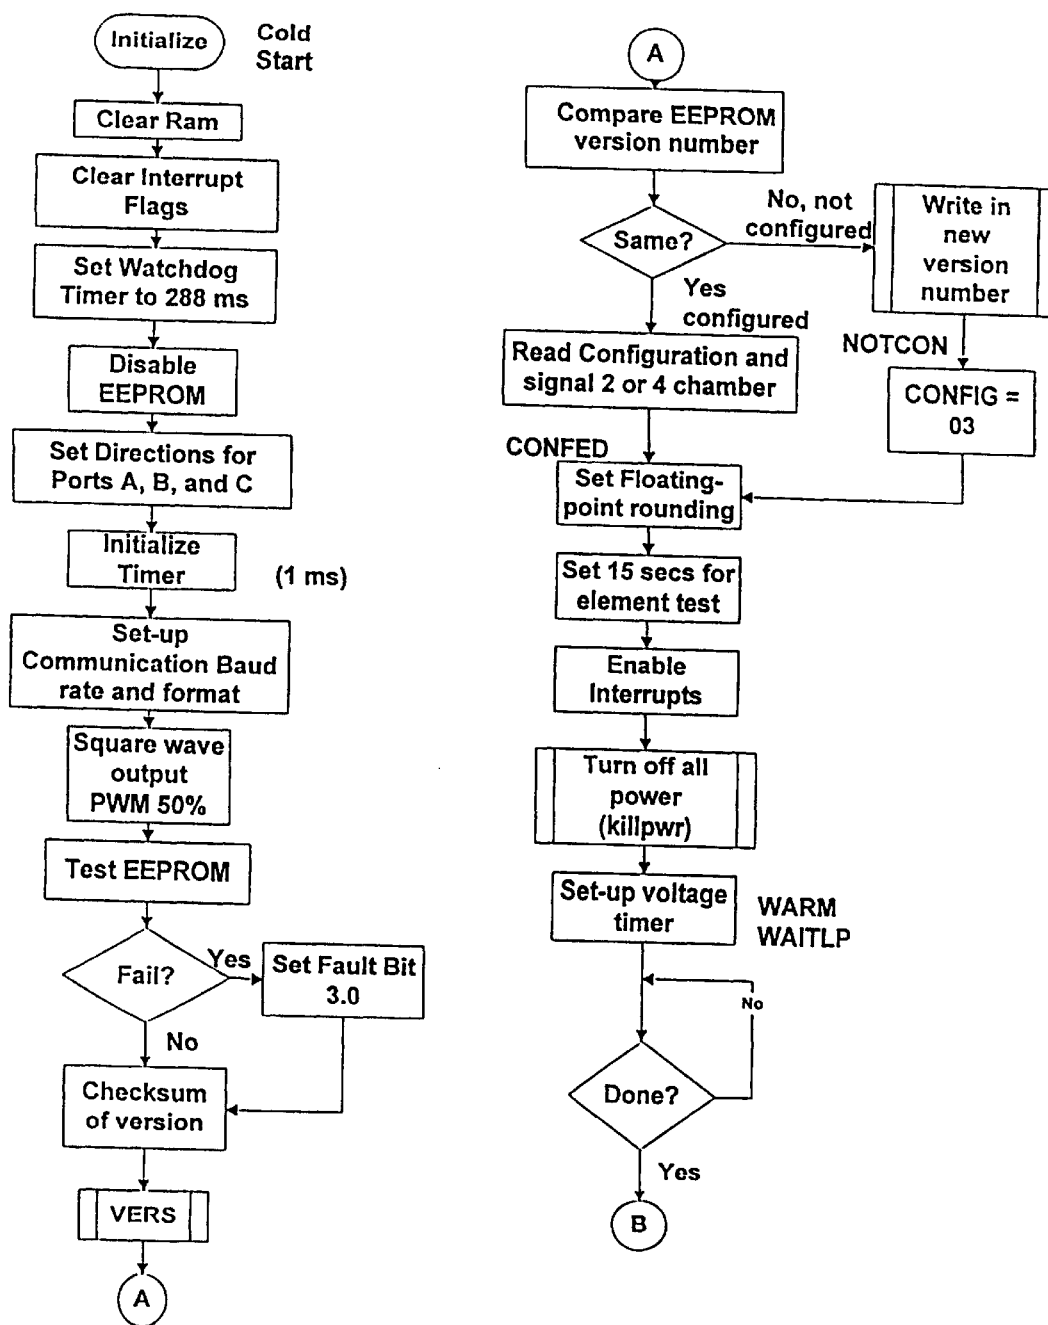 Initialize
Cold
Start
Clear Ram
Clear Interrupt
Flags
Set Watchdog
Timer to 288 ms
Disable
EEPROM
Set Directions for
Ports A, B, and C
Initialize
Timer
(1 ms)
Set-up
Communication Baud
rate and format
Square wave
output
PWM 50%
Test EEPROM
Fail?
Yes
Set Fault Bit
3.0
No
Checksum
of version
VERS
A
A
Compare EEPROM
version number
Same?
No, not
configured
Write in
new
version
number
Yes
configured
NOTCON
Read Configuration and
signal 2 or 4 chamber
CONFIG =
03
CONFED
Set Floating-
point rounding
Set 15 secs for
element test
Enable
Interrupts
Turn off all
power
(killpwr)
Set-up voltage
timer
WARM
WAITLP
No
Done?
Yes
B